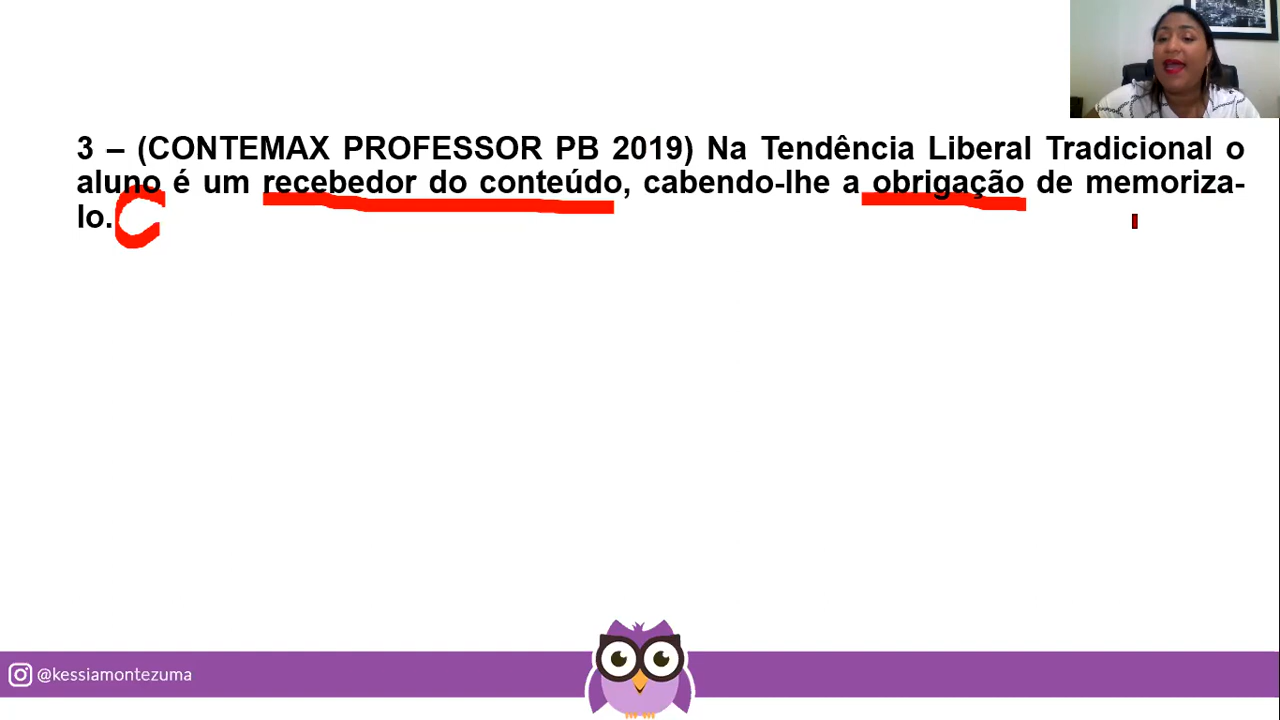 3 – (CONTEMAX PROFESSOR PB 2019) Na Tendência Liberal Tradicional o
aluno é um recebedor do conteúdo, cabendo-lhe a obrigação de memoriza-
lo. C
@kessiamontezuma